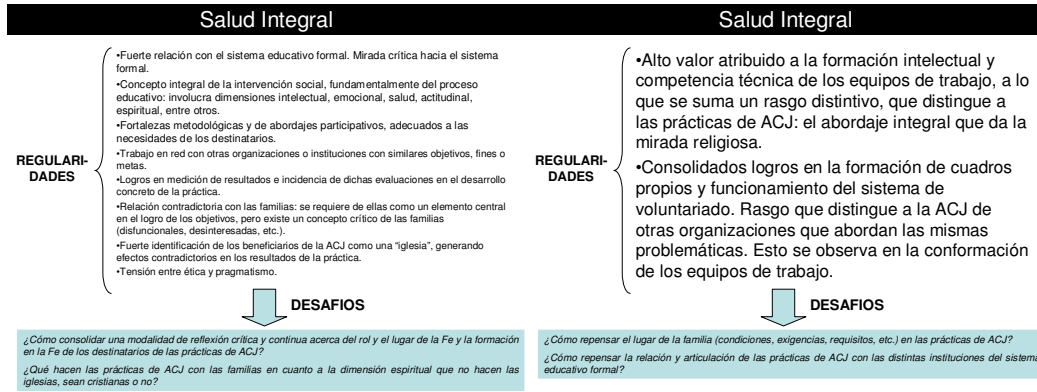 Salud Integral
•Fuerte relación con el sistema educativo formal. Mirada crítica hacia el sistema
formal.
•Concepto integral de la intervención social, fundamentalmente del proceso
educativo: involucra dimensiones intelectual, emocional, salud, actitudinal,
espiritual, entre otros.
•Fortalezas metodológicas y de abordajes participativos, adecuados a las
necesidades de los destinatarios.
•Trabajo en red con otras organizaciones o instituciones con similares objetivos, fines o
metas.
•Logros en medición de resultados e incidencia de dichas evaluaciones en el desarrollo
concreto de la práctica.
•Relación contradictoria con las familias: se requiere de ellas como un elemento central
en el logro de los objetivos, pero existe un concepto crítico de las familias
(disfuncionales, desinteresadas, etc.).
•Fuerte identificación de los beneficiarios de la ACJ como una “iglesia”, generando
efectos contradictorios en los resultados de la práctica.
•Tensión entre ética y pragmatismo.
REGULARI-
DADES
DESAFIOS
¿Cómo consolidar una modalidad de reflexión crítica y continua acerca del rol y el lugar de la Fe y la formación
en la Fe de los destinatarios de las prácticas de ACJ?
¿Qué hacen las prácticas de ACJ con las familias en cuanto a la dimensión espiritual que no hacen las
iglesias, sean cristianas o no?
Salud Integral
•Alto valor atribuido a la formación intelectual y
competencia técnica de los equipos de trabajo, a lo
que se suma un rasgo distintivo, que distingue a
las prácticas de ACJ: el abordaje integral que da la
mirada religiosa.
•Consolidados logros en la formación de cuadros
propios y funcionamiento del sistema de
voluntariado. Rasgo que distingue a la ACJ de
otras organizaciones que abordan las mismas
problemáticas. Esto se observa en la conformación
de los equipos de trabajo.
REGULARI-
DADES
DESAFIOS
¿Cómo repensar el lugar de la familia (condiciones, exigencias, requisitos, etc.) en las prácticas de ACJ?
¿Cómo repensar la relación y articulación de las prácticas de ACJ con las distintas instituciones del sistema
educativo formal?